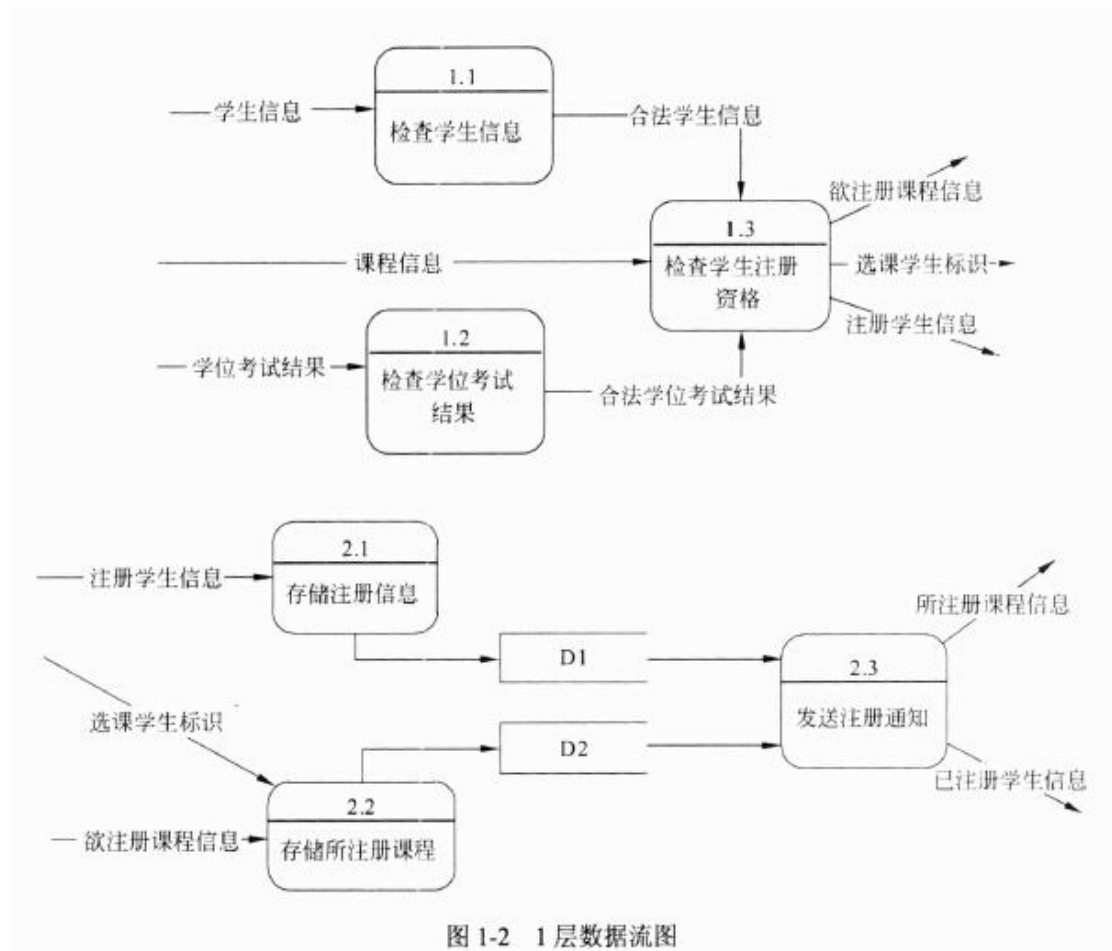 1.1
学生信息
检查学生信息
合法学生信息
欲注册课程信息
1.3
课程信息
检查学生注册
资格
选课学生标识
注册学生信息
1.2
学位考试结果
检查学位考试
结果
合法学位考试结果
2.1
注册学生信息
存储注册信息
所注册课程信息
D1
2.3
选课学生标识
发送注册通知
D2
已注册学生信息
2.2
欲注册课程信息
存储所注册课程
图 1-2 1 层数据流图